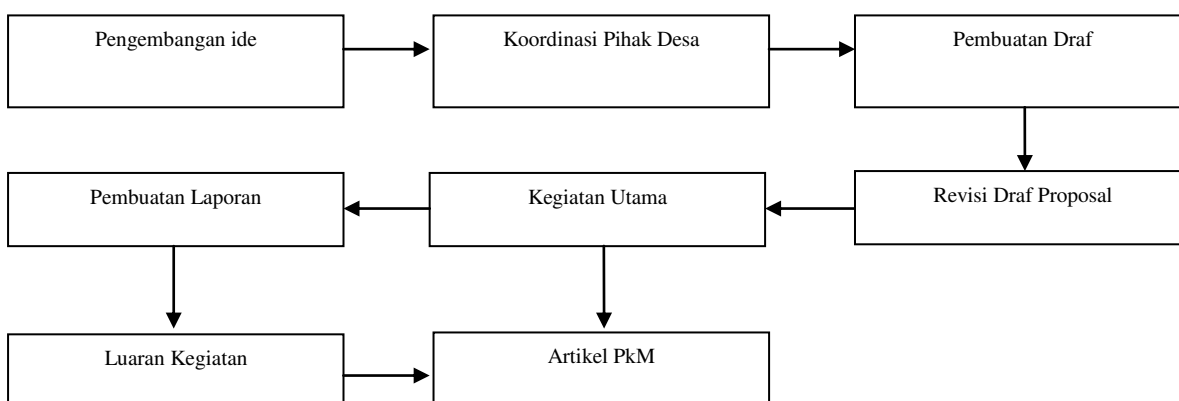 Pengembangan ide
Koordinasi Pihak Desa
Pembuatan Draf
Pembuatan Laporan
Kegiatan Utama
Revisi Draf Proposal
Luaran Kegiatan
Artikel PkM